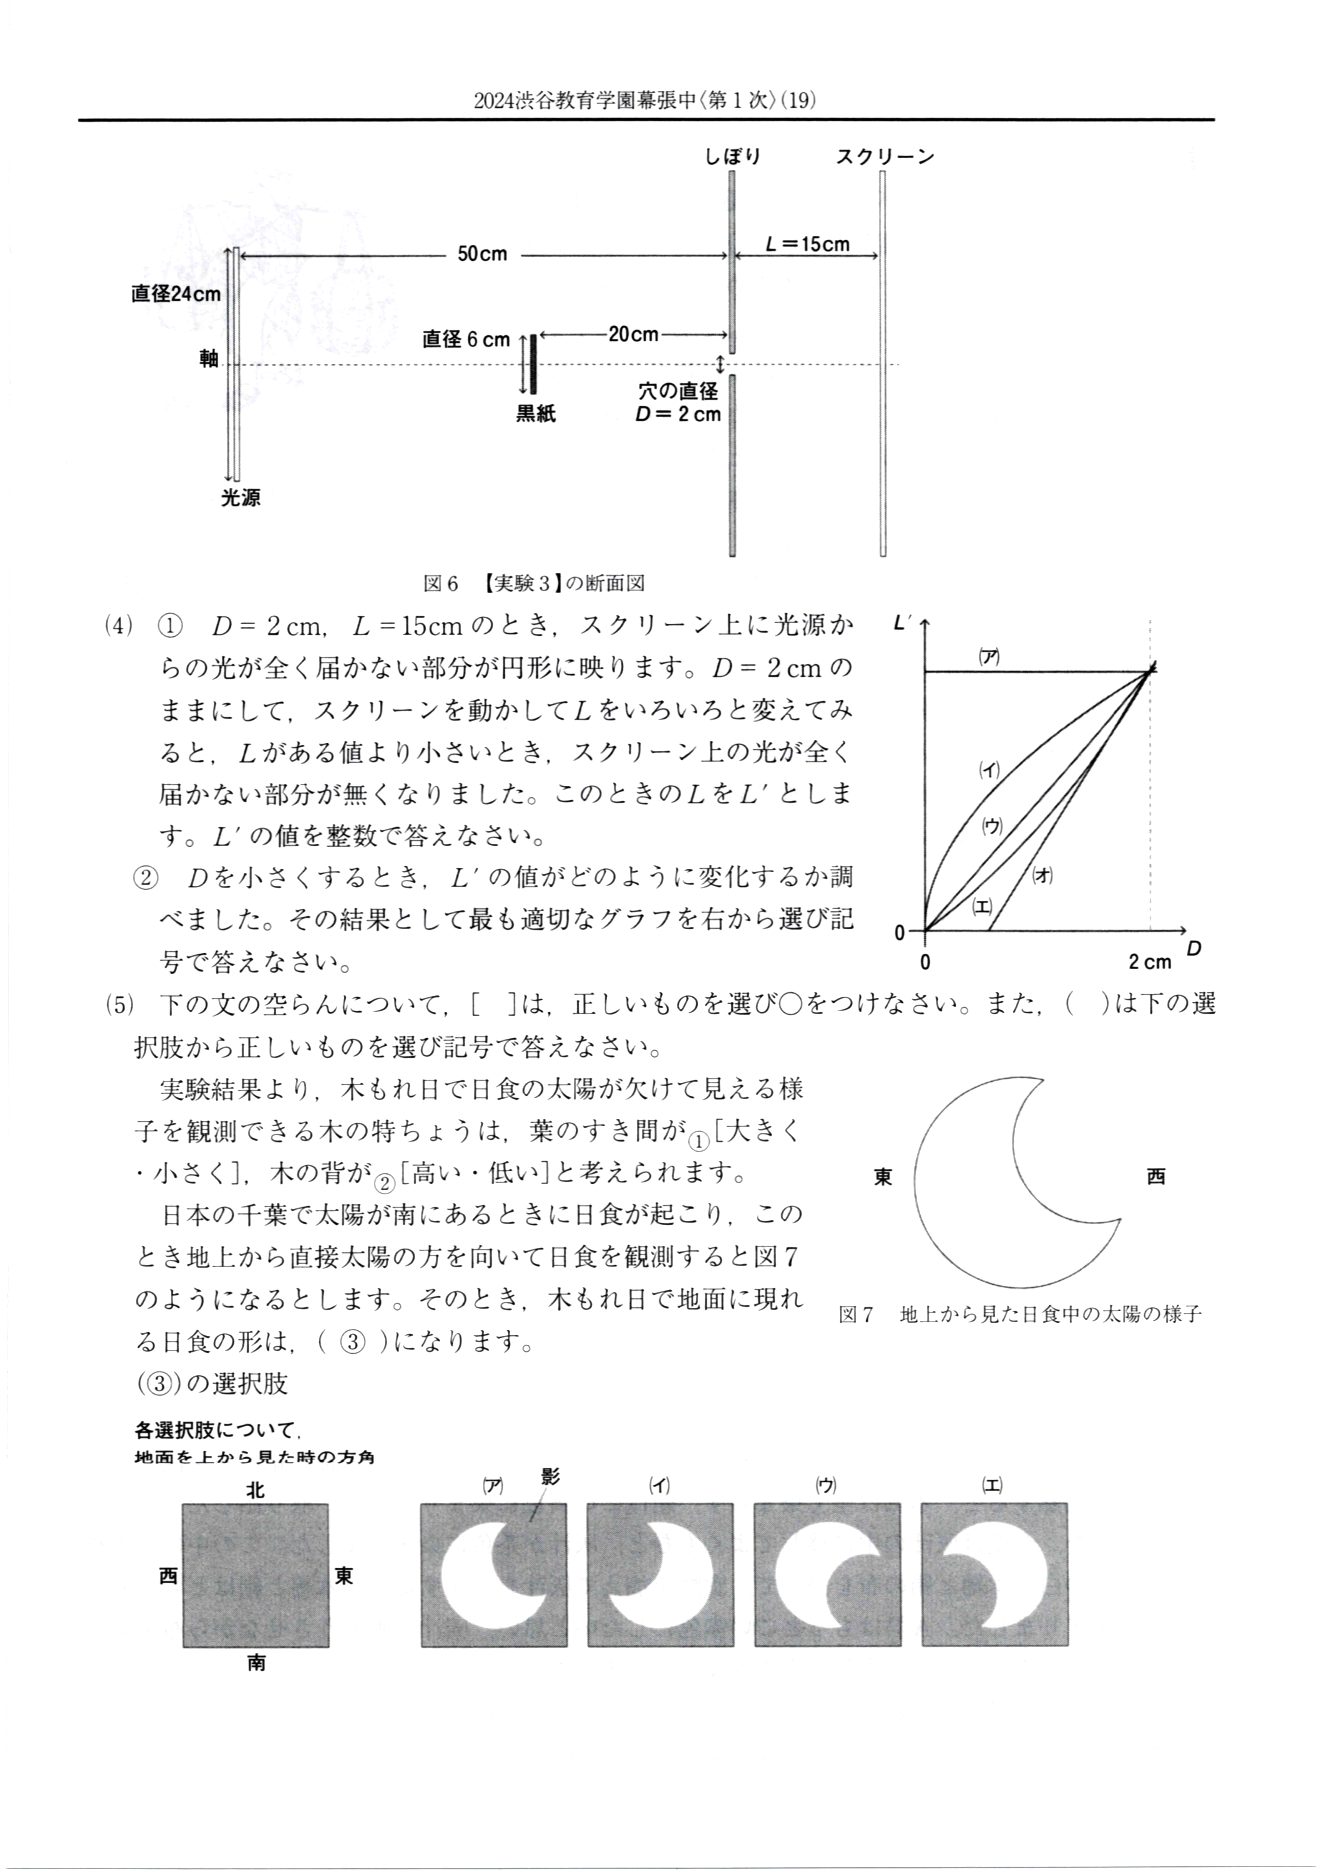 2024渋谷教育学園幕張中〈第1次〉(19)
しぼり
スクリーン
50cm
L=15cm
直径24cm
直径6cm
20cm
軸
穴の直径
D=2cm
黒紙
光源
図6 【実験3】の断面図
(4) ① D=2cm, L=15cmのとき，スクリーン上に光源か
らの光が全く届かない部分が円形に映ります。D=2cmの
ままにして，スクリーンを動かしてLをいろいろと変えてみ
ると，Lがある値より小さいとき，スクリーン上の光が全く
届かない部分が無くなりました。このときのLをL′としま
す。L′の値を整数で答えなさい。
② Dを小さくするとき，L′の値がどのように変化するか調
べました。その結果として最も適切なグラフを右から選び記
号で答えなさい。
L′
(ア)
(イ)
(ウ)
(オ)
(エ)
0
0
2cm
D
(5) 下の文の空らんについて，[ ]は，正しいものを選び○をつけなさい。また，( )は下の選
択肢から正しいものを選び記号で答えなさい。
実験結果より，木もれ日で日食の太陽が欠けて見える様
子を観測できる木の特ちょうは，葉のすき間が①[大きく
・小さく]，木の背が②[高い・低い]と考えられます。
日本の千葉で太陽が南にあるときに日食が起こり，この
とき地上から直接太陽の方を向いて日食を観測すると図7
のようになるとします。そのとき，木もれ日で地面に現れ
る日食の形は，( ③ )になります。
東
西
図7 地上から見た日食中の太陽の様子
(③)の選択肢
各選択肢について，
地面を上から見た時の方角
北
西
東
南
(ア)
影
(イ)
(ウ)
(エ)